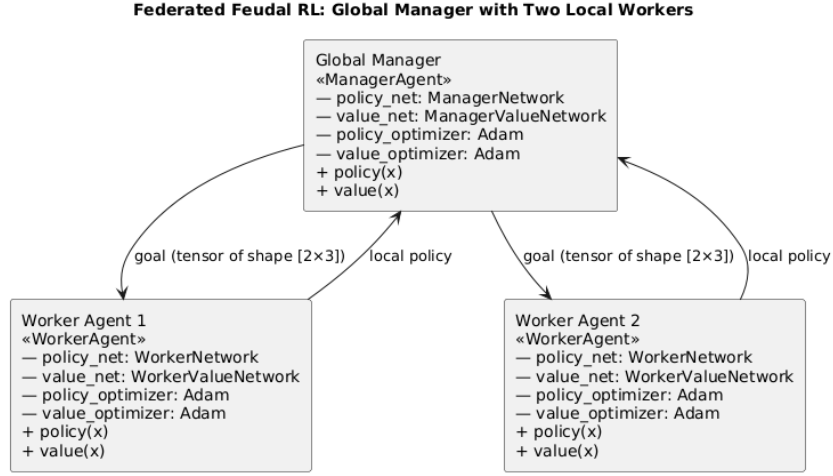 Federated Feudal RL: Global Manager with Two Local Workers
Global Manager
«ManagerAgent»
— policy_net: ManagerNetwork
— value_net: ManagerValueNetwork
— policy_optimizer: Adam
— value_optimizer: Adam
+ policy(x)
+ value(x)
goal (tensor of shape [2×3])
local policy
goal (tensor of shape [2×3])
local policy
Worker Agent 1
«WorkerAgent»
— policy_net: WorkerNetwork
— value_net: WorkerValueNetwork
— policy_optimizer: Adam
— value_optimizer: Adam
+ policy(x)
+ value(x)
Worker Agent 2
«WorkerAgent»
— policy_net: WorkerNetwork
— value_net: WorkerValueNetwork
— policy_optimizer: Adam
— value_optimizer: Adam
+ policy(x)
+ value(x)